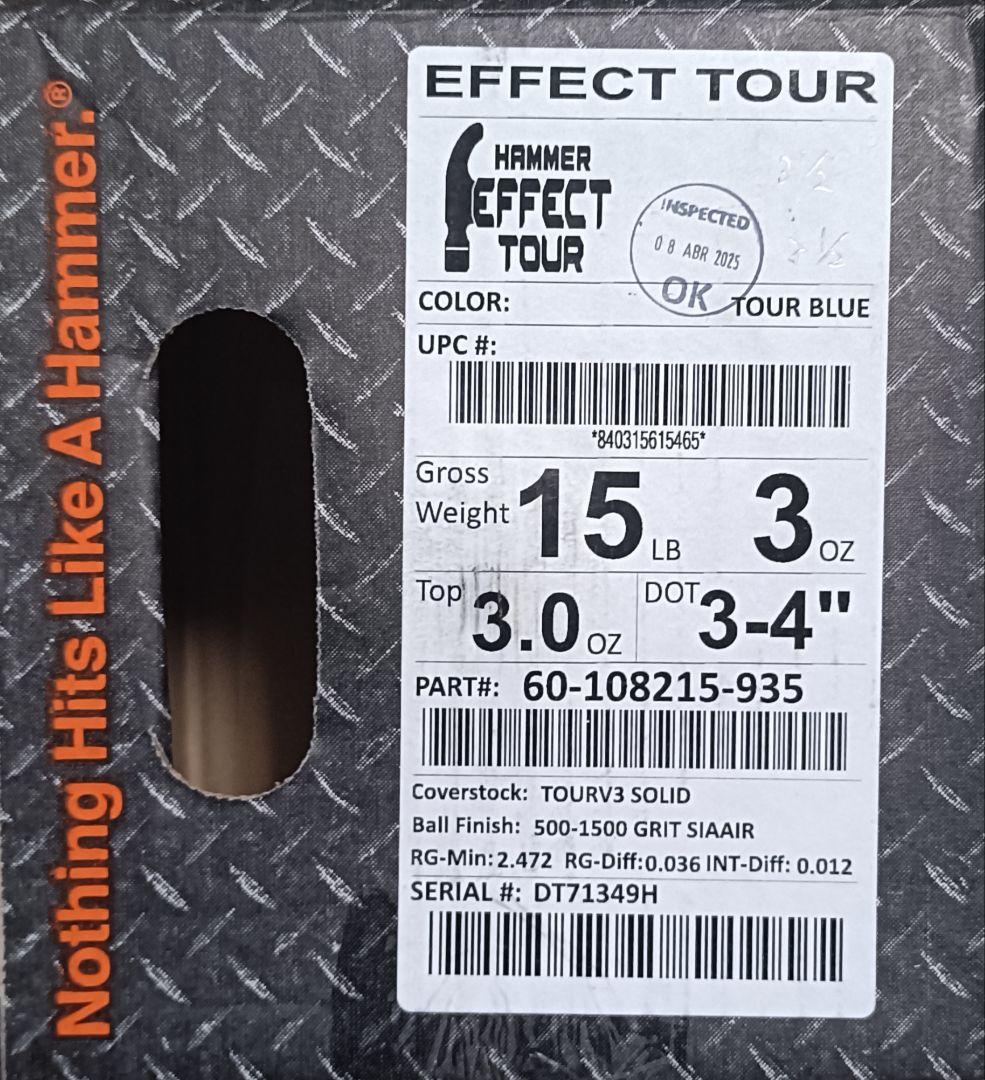 Nothing Hits Like A Hammer.®
EFFECT TOUR
HAMMER
EFFECT
TOUR
INSPECTED
08 ABR 2025
OK
COLOR: TOUR BLUE
UPC #:
*840315615465*
Gross Weight 15 LB 3 OZ
Top 3.0 OZ DOT 3-4"
PART#: 60-108215-935
Coverstock: TOURV3 SOLID
Ball Finish: 500-1500 GRIT SIAAIR
RG-Min: 2.472 RG-Diff:0.036 INT-Diff: 0.012
SERIAL #: DT71349H